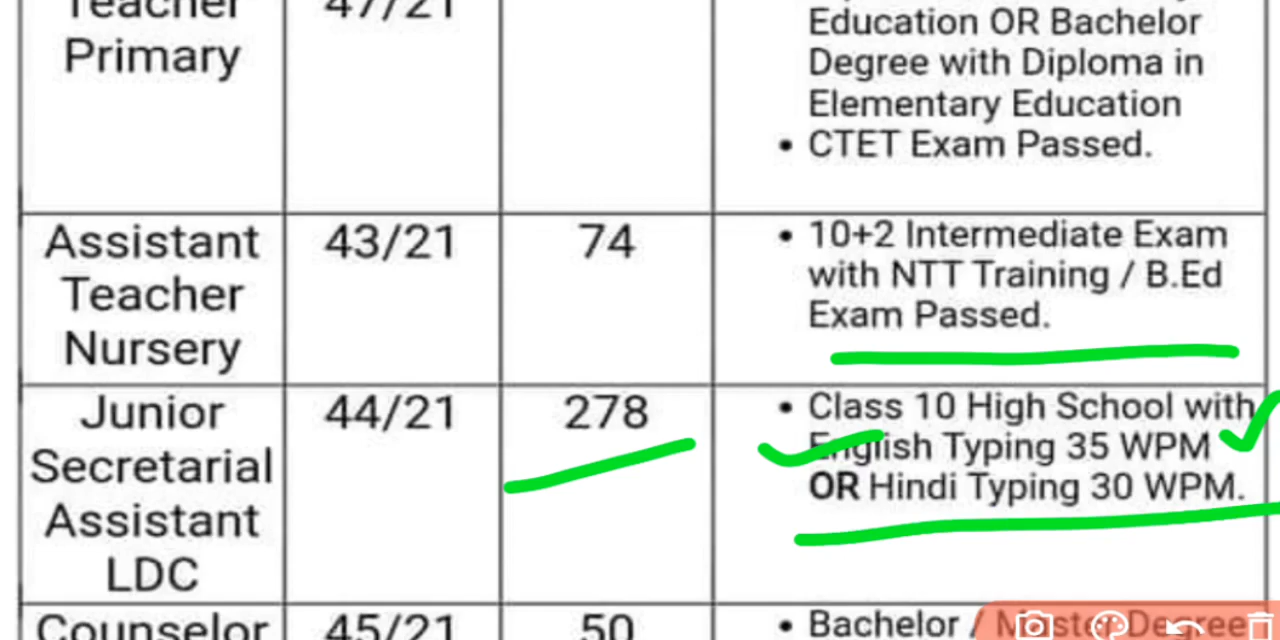 Teacher
Primary
47/21
Education OR Bachelor
Degree with Diploma in
Elementary Education
• CTET Exam Passed.
Assistant
Teacher
Nursery
43/21
74
• 10+2 Intermediate Exam
with NTT Training / B.Ed
Exam Passed.
Junior
Secretarial
Assistant
LDC
44/21
278
• Class 10 High School with
English Typing 35 WPM
OR Hindi Typing 30 WPM.
Counselor
45/21
50
• Bachelor / Master Degree